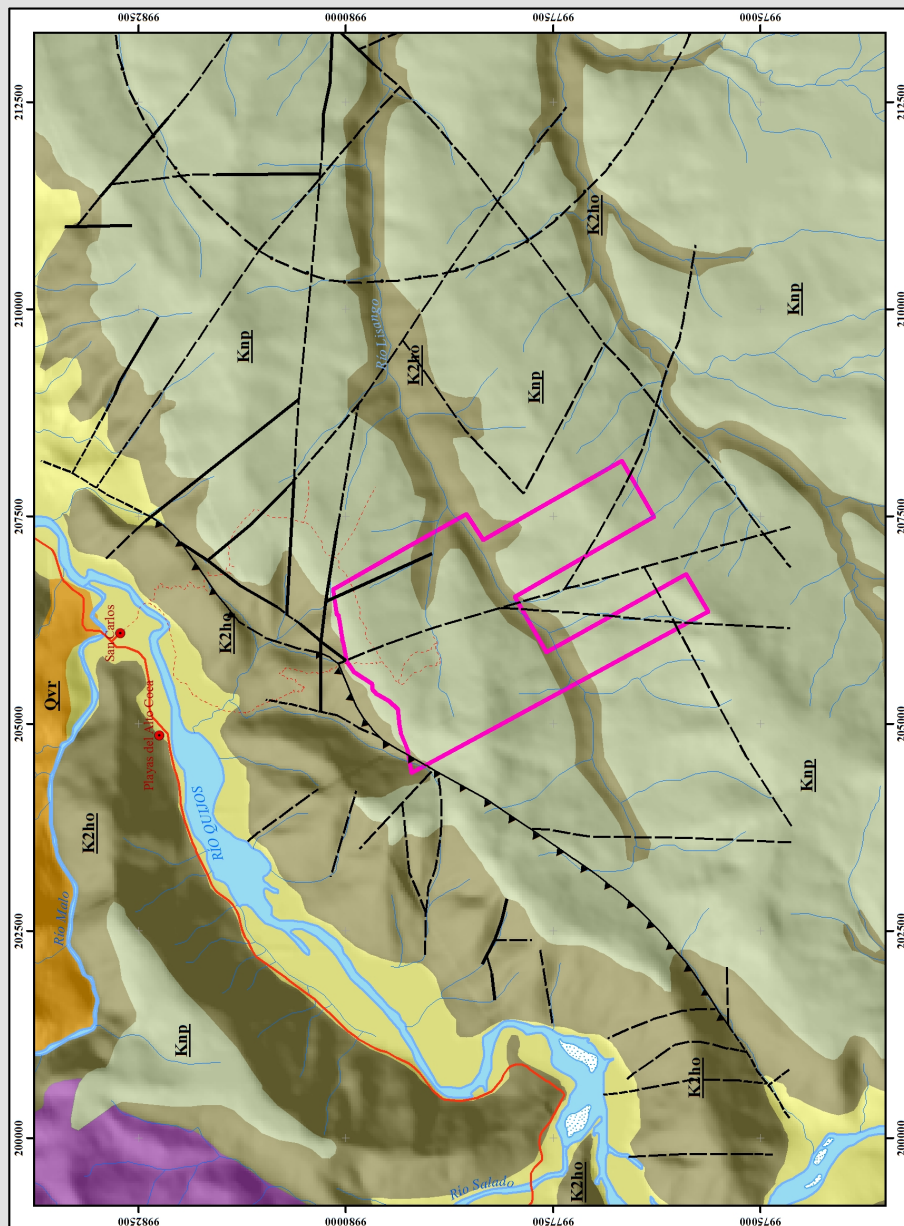 9982500
9980000
9977500
9975000
212500
212500
K2ho
210000
Knp
Río Lisango
K2ho
Knp
Knp
210000
207500
207500
San Carlos
K2ho
Qvr
Playas del Alto Coca
205000
205000
K2ho
RÍO QUIJOS
Knp
Río Malo
202500
202500
Knp
K2ho
200000
200000
Río Salado
K2ho
9982500
9980000
9977500
9975000